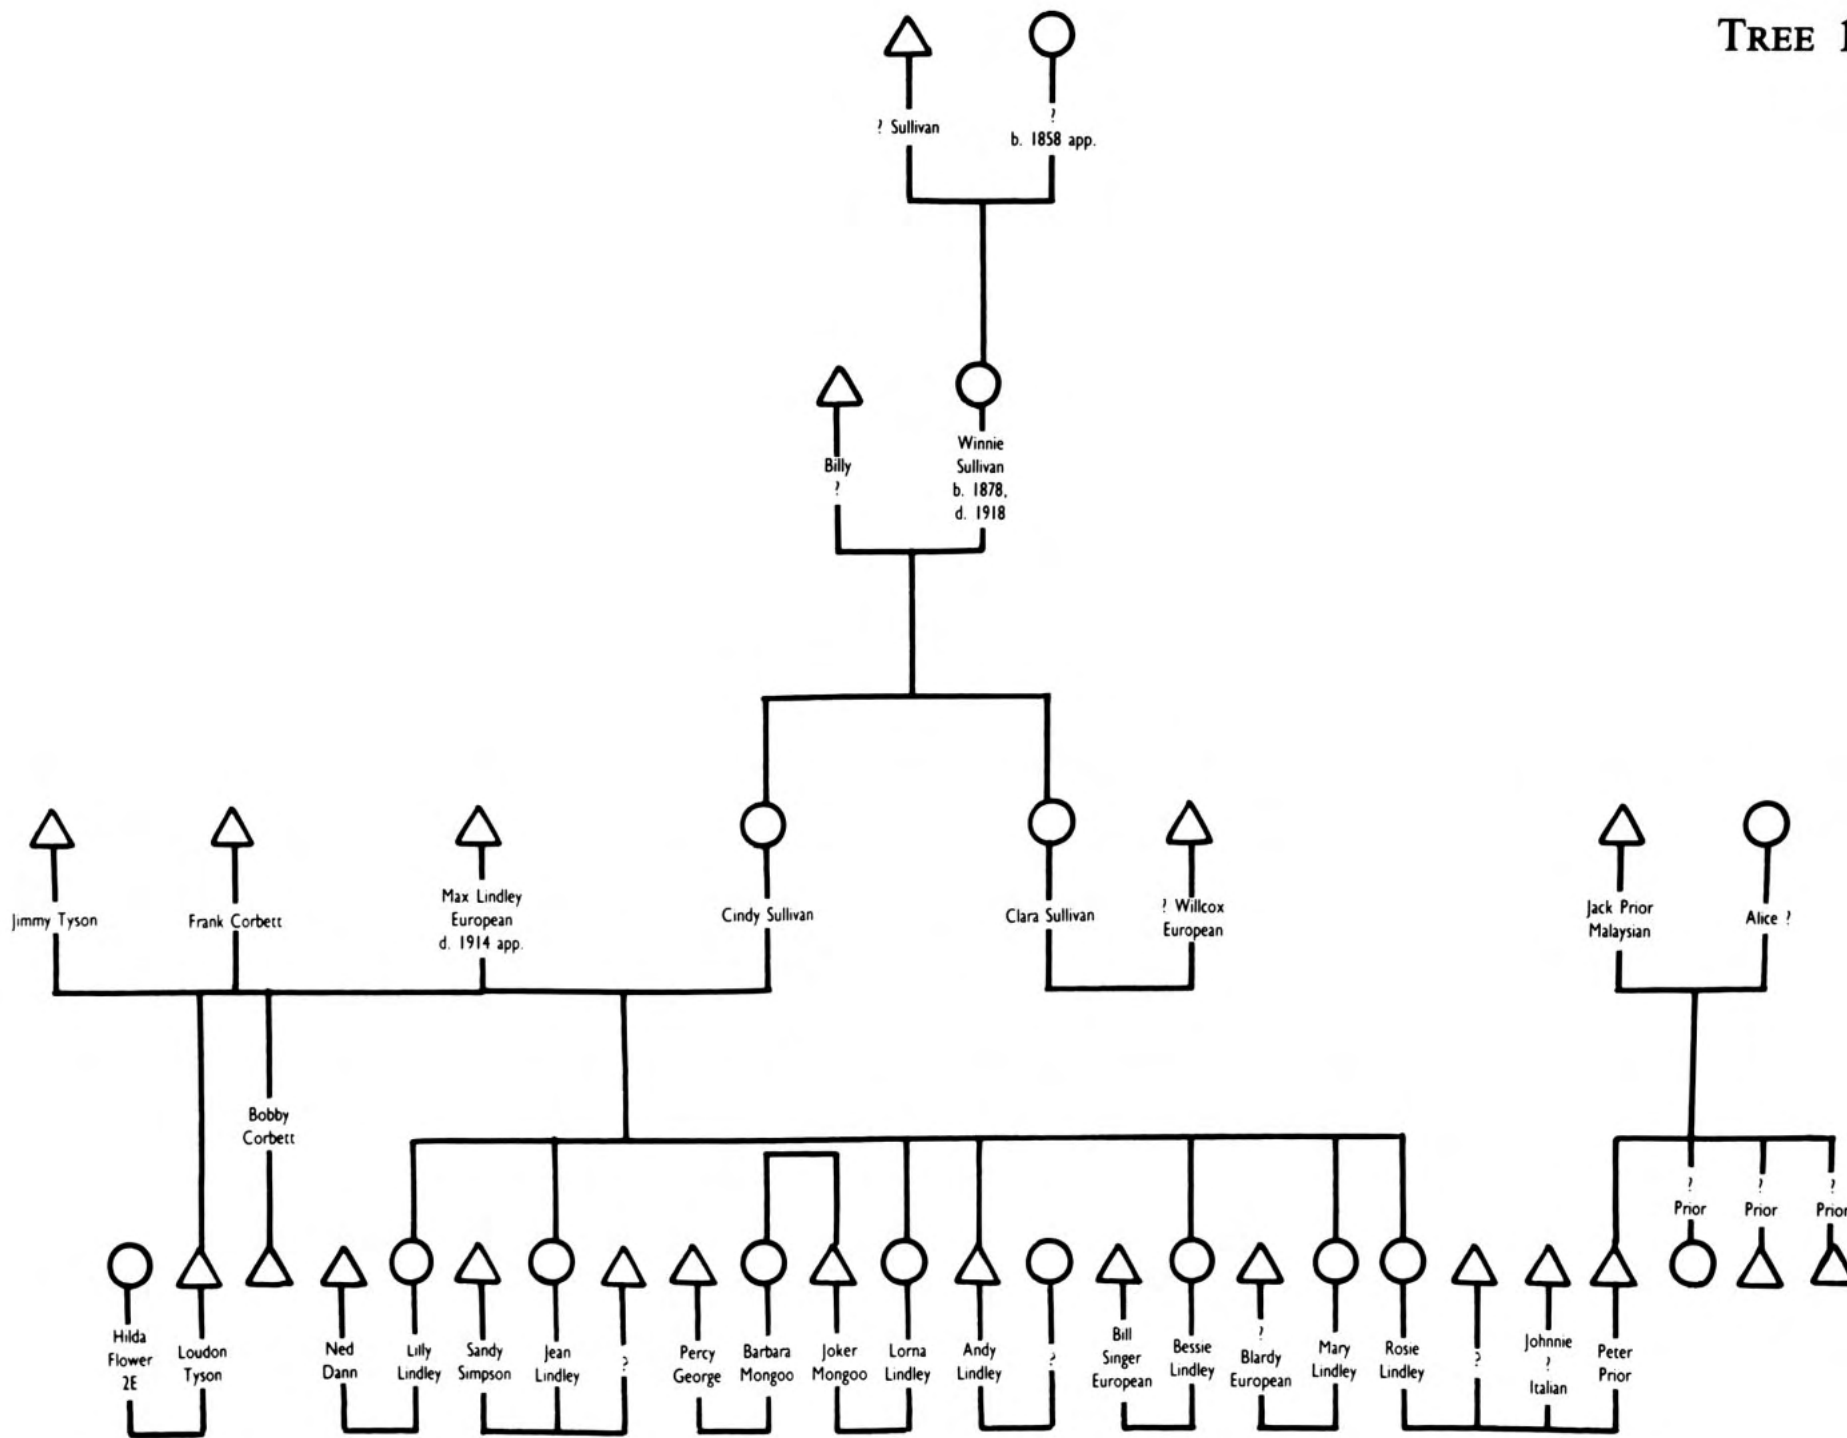 TREE 1
? Sullivan
?
b. 1858 app.
Billy
?
Winnie
Sullivan
b. 1878,
d. 1918
Jimmy Tyson
Frank Corbett
Max Lindley
European
d. 1914 app.
Cindy Sullivan
Clara Sullivan
? Willcox
European
Jack Prior
Malaysian
Alice ?
Bobby
Corbett
?
Prior
?
Prior
?
Prior
Hilda
Flower
2E
Loudon
Tyson
Ned
Dann
Lilly
Lindley
Sandy
Simpson
Jean
Lindley
?
Percy
George
Barbara
Mongoo
Joker
Mongoo
Lorna
Lindley
Andy
Lindley
?
Bill
Singer
European
Bessie
Lindley
?
Blardy
European
Mary
Lindley
Rosie
Lindley
?
Johnnie
?
Italian
Peter
Prior